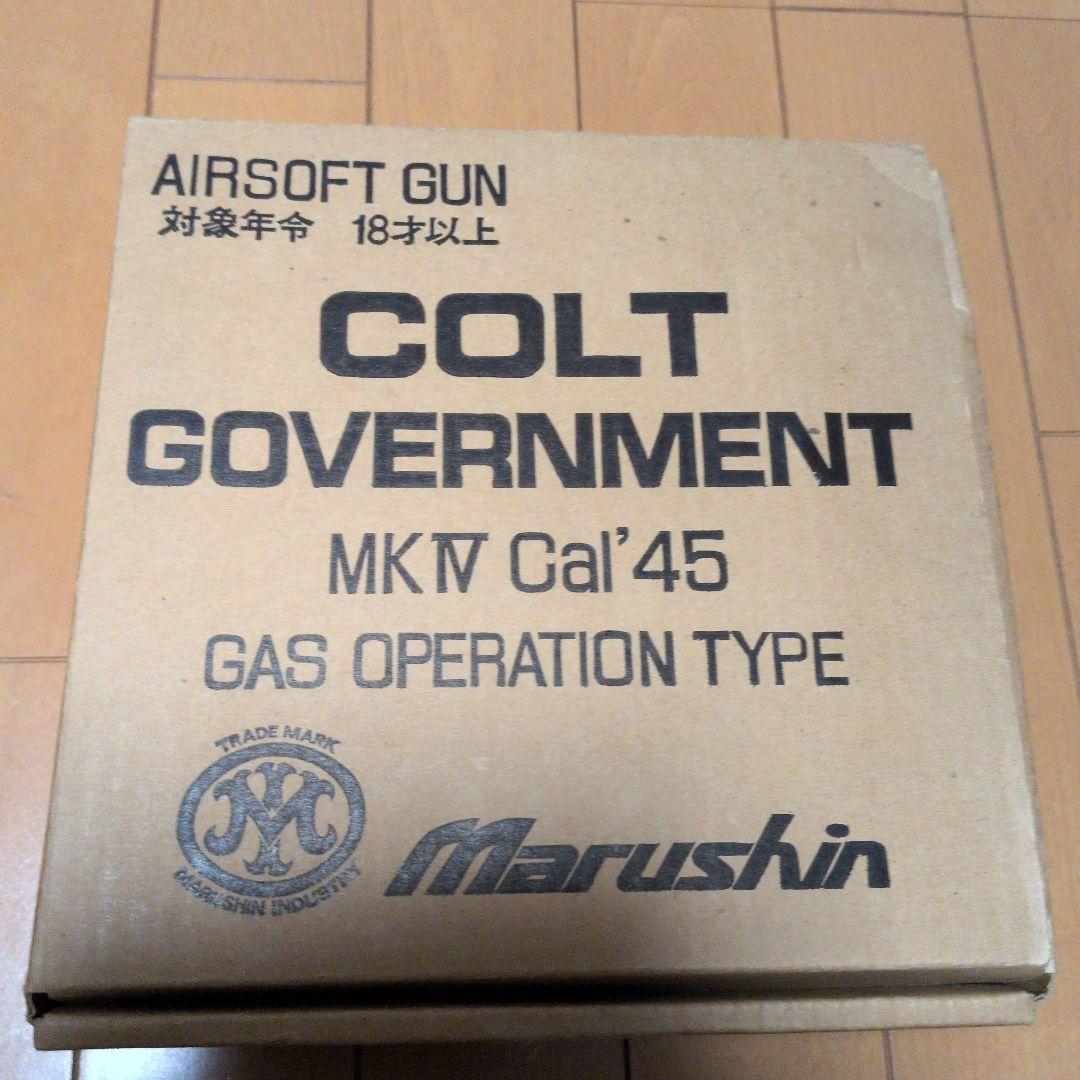 AIRSOFT GUN
対象年令 18才以上
COLT
GOVERNMENT
MKⅣ Cal'45
GAS OPERATION TYPE
TRADE MARK
M
MARUSHIN INDUSTRY
Marushin